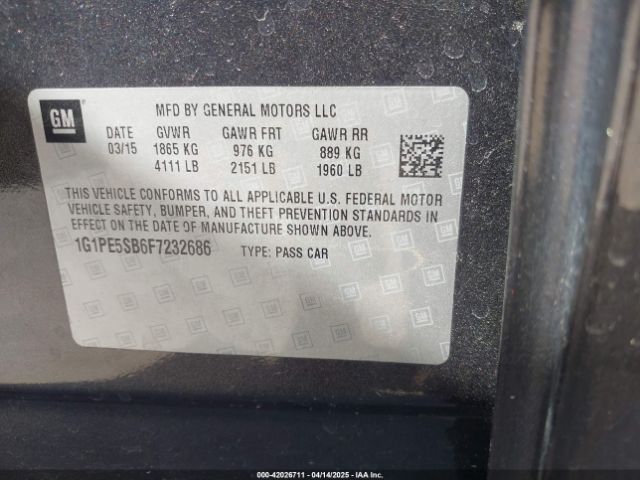 GM
MFD BY GENERAL MOTORS LLC
DATE GVWR GAWR FRT GAWR RR
03/15 1865 KG 976 KG 889 KG
4111 LB 2151 LB 1960 LB
THIS VEHICLE CONFORMS TO ALL APPLICABLE U.S. FEDERAL MOTOR
VEHICLE SAFETY, BUMPER, AND THEFT PREVENTION STANDARDS IN
EFFECT ON THE DATE OF MANUFACTURE SHOWN ABOVE.
1G1PE5SB6F7232686 TYPE: PASS CAR
000-42026711 - 04/14/2025 - IAAINC.